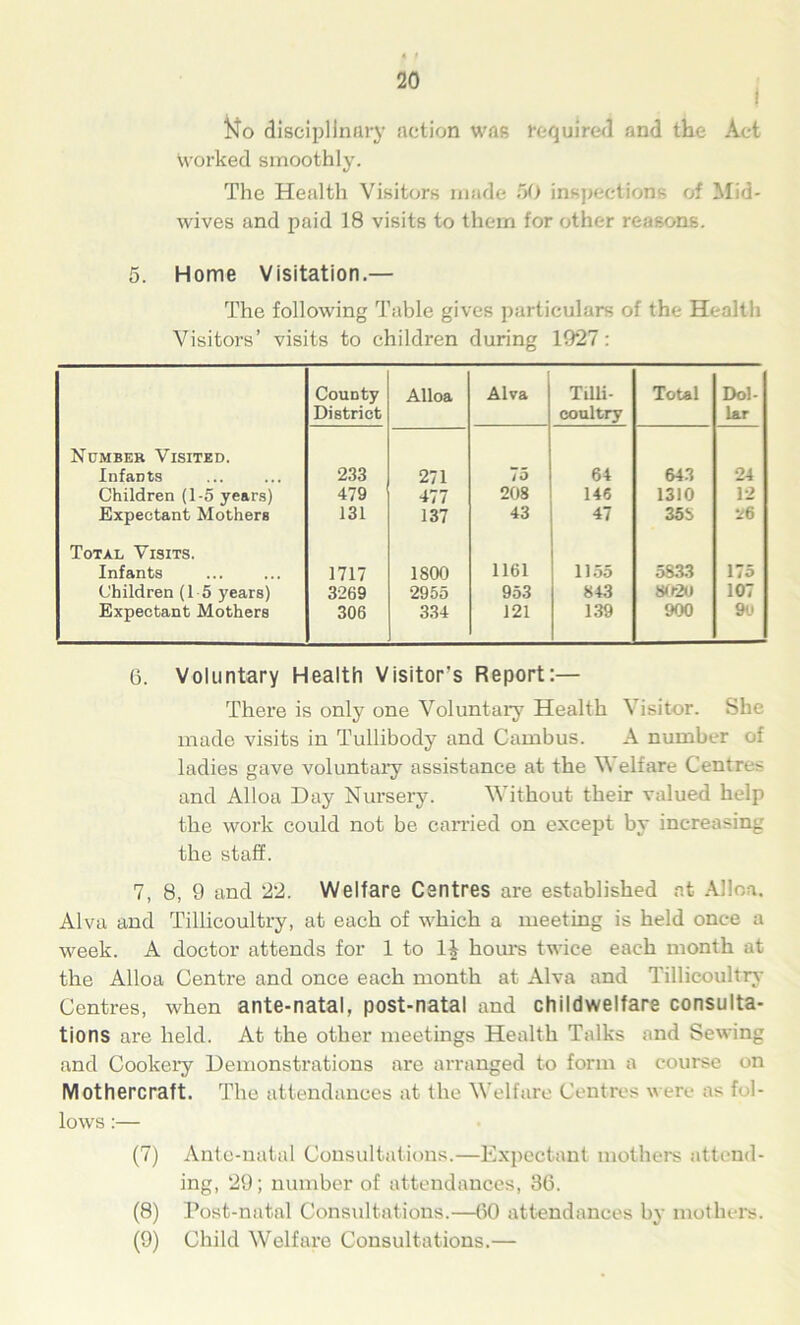 20
No disciplinary action was required and the Act
worked smoothly.
The Health Visitors made 50 inspections of Mid-
wives and paid 18 visits to them for other reasons.
5. Home Visitation.—
The following Table gives particulars of the Health
Visitors' visits to children during 1927:
County District Alloa Alva Tilli-coultry Total Dol-lar
Number Visited.
Infants ... ... 233 271 75 64 643 24
Children (1-5 years) 479 477 208 146 1310 12
Expectant Mothers 131 137 43 47 358 26
Total Visits.
Infants ... ... 1717 1800 1161 1155 5833 175
Children (1-5 years) 3269 2955 953 843 8020 107
Expectant Mothers 306 334 121 139 900 90
6. Voluntary Health Visitor's Report:—
There is only one Voluntary Health Visitor. She
made visits in Tullibody and Cambus. A number of
ladies gave voluntary assistance at the Welfare Centres
and Alloa Day Nursery. Without their valued help
the work could not be carried on except by increasing
the staff.
7, 8, 9 and 22. Welfare Centres are established at Alloa,
Alva and Tillicoultry, at each of which a meeting is held once a
week. A doctor attends for 1 to 1½ hours twice each month at
the Alloa Centre and once each month at Alva and Tillicoultry
Centres, when ante-natal, post-natal and childwelfare consulta-
tions are held. At the other meetings Health Talks and Sewing
and Cookery Demonstrations are arranged to form a course on
Mothercraft. The attendances at the Welfare Centres were as fol-
lows:—
(7) Ante-natal Consultations.—Expectant mothers attend-
ing, 29; number of attendances, 36.
(8) Post-natal Consultations.—60 attendances by mothers.
(9) Child Welfare Consultations.—